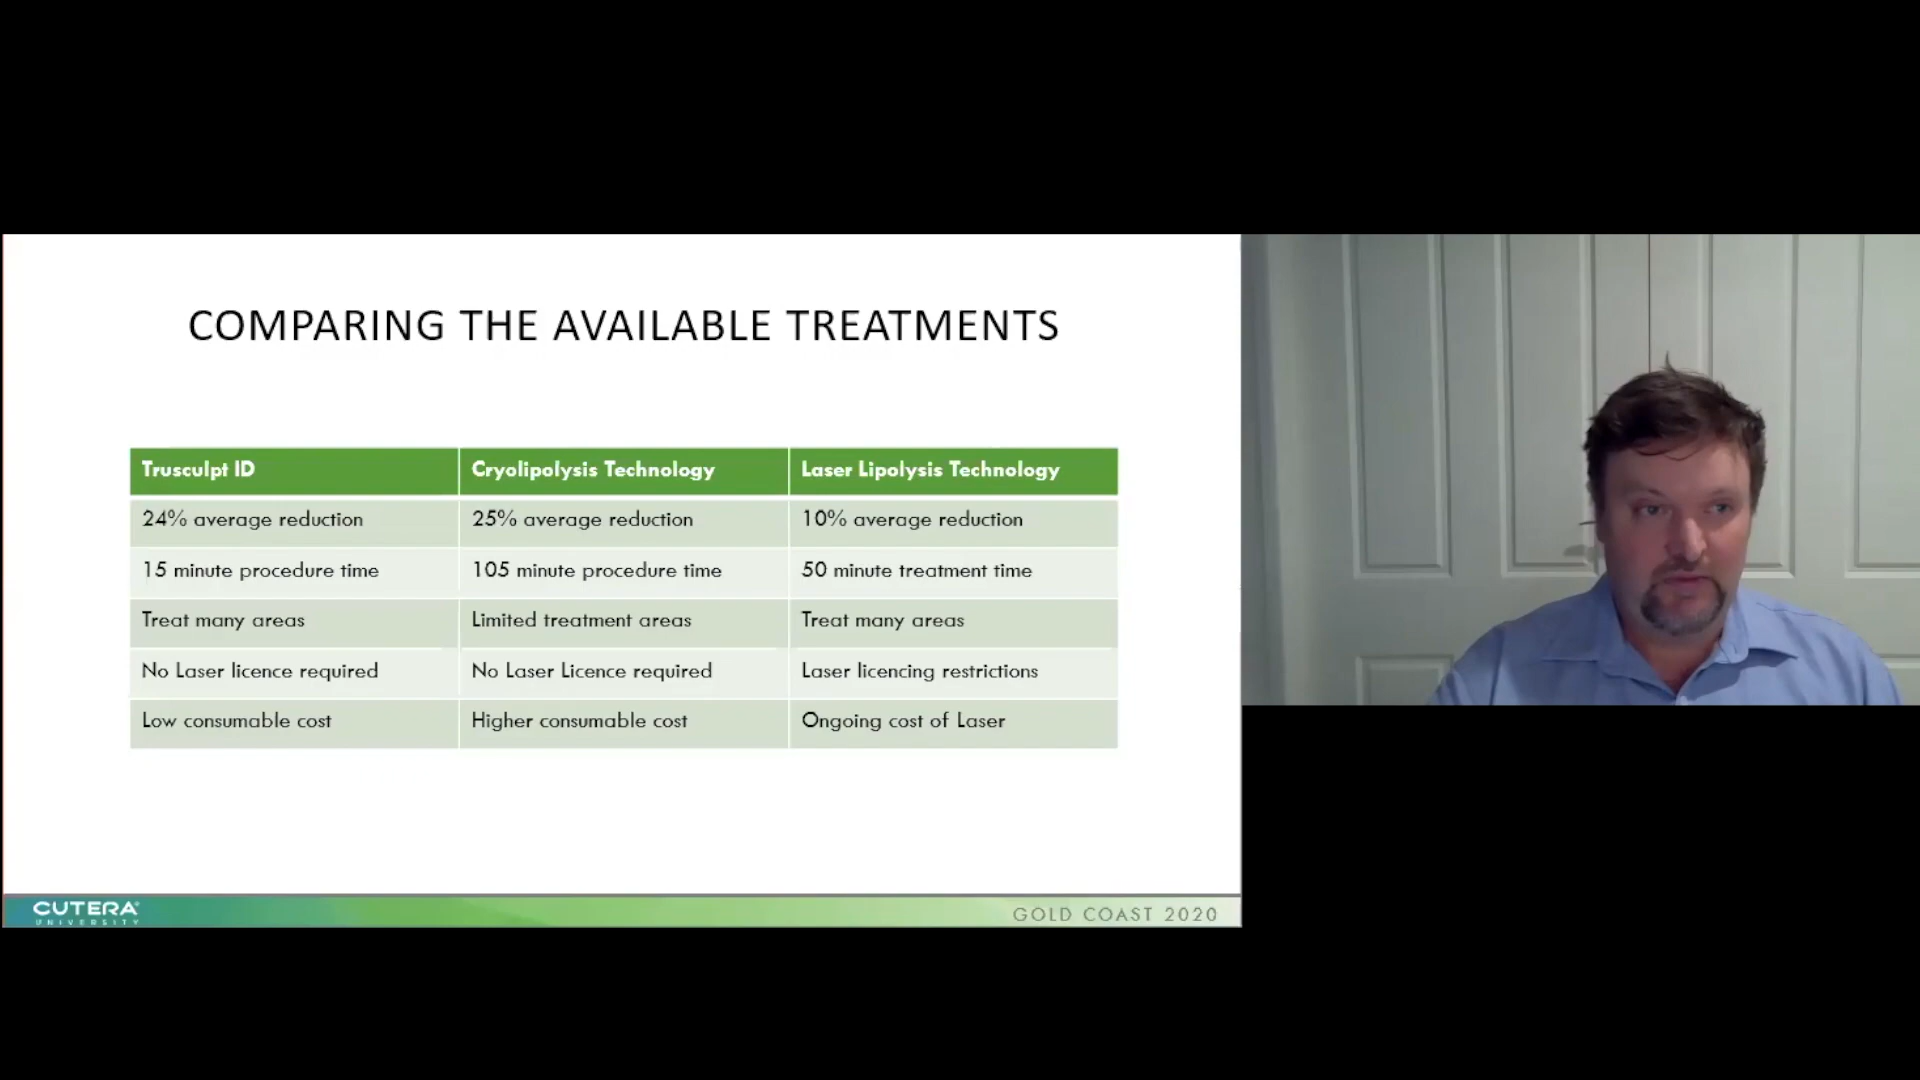 COMPARING THE AVAILABLE TREATMENTS
Trusculpt ID Cryolipolysis Technology Laser Lipolysis Technology
24% average reduction 25% average reduction 10% average reduction
15 minute procedure time 105 minute procedure time 50 minute treatment time
Treat many areas Limited treatment areas Treat many areas
No Laser licence required No Laser Licence required Laser licencing restrictions
Low consumable cost Higher consumable cost Ongoing cost of Laser
CUTERA®
UNIVERSITY
GOLD COAST 2020